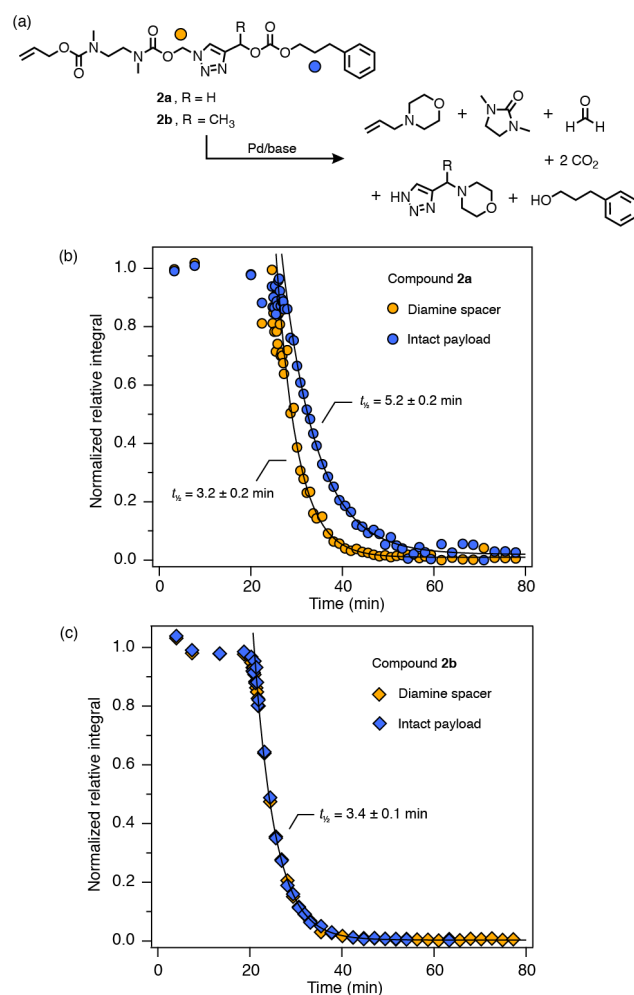 (a)
R
O
N
O
N
O
O
O
O
O
N
N=N
2a, R = H
2b, R = CH3
Pd/base
N
O
+
N
O
N
+
O
H
H
+ 2 CO2
+
R
HN
N=N
N
O
+
HO
(b)
Compound 2a
Diamine spacer
Intact payload
t½ = 5.2 ± 0.2 min
t½ = 3.2 ± 0.2 min
Normalized relative integral
1.0
0.8
0.6
0.4
0.2
0.0
0
20
40
60
80
Time (min)
(c)
Compound 2b
Diamine spacer
Intact payload
t½ = 3.4 ± 0.1 min
Normalized relative integral
1.0
0.8
0.6
0.4
0.2
0.0
0
20
40
60
80
Time (min)